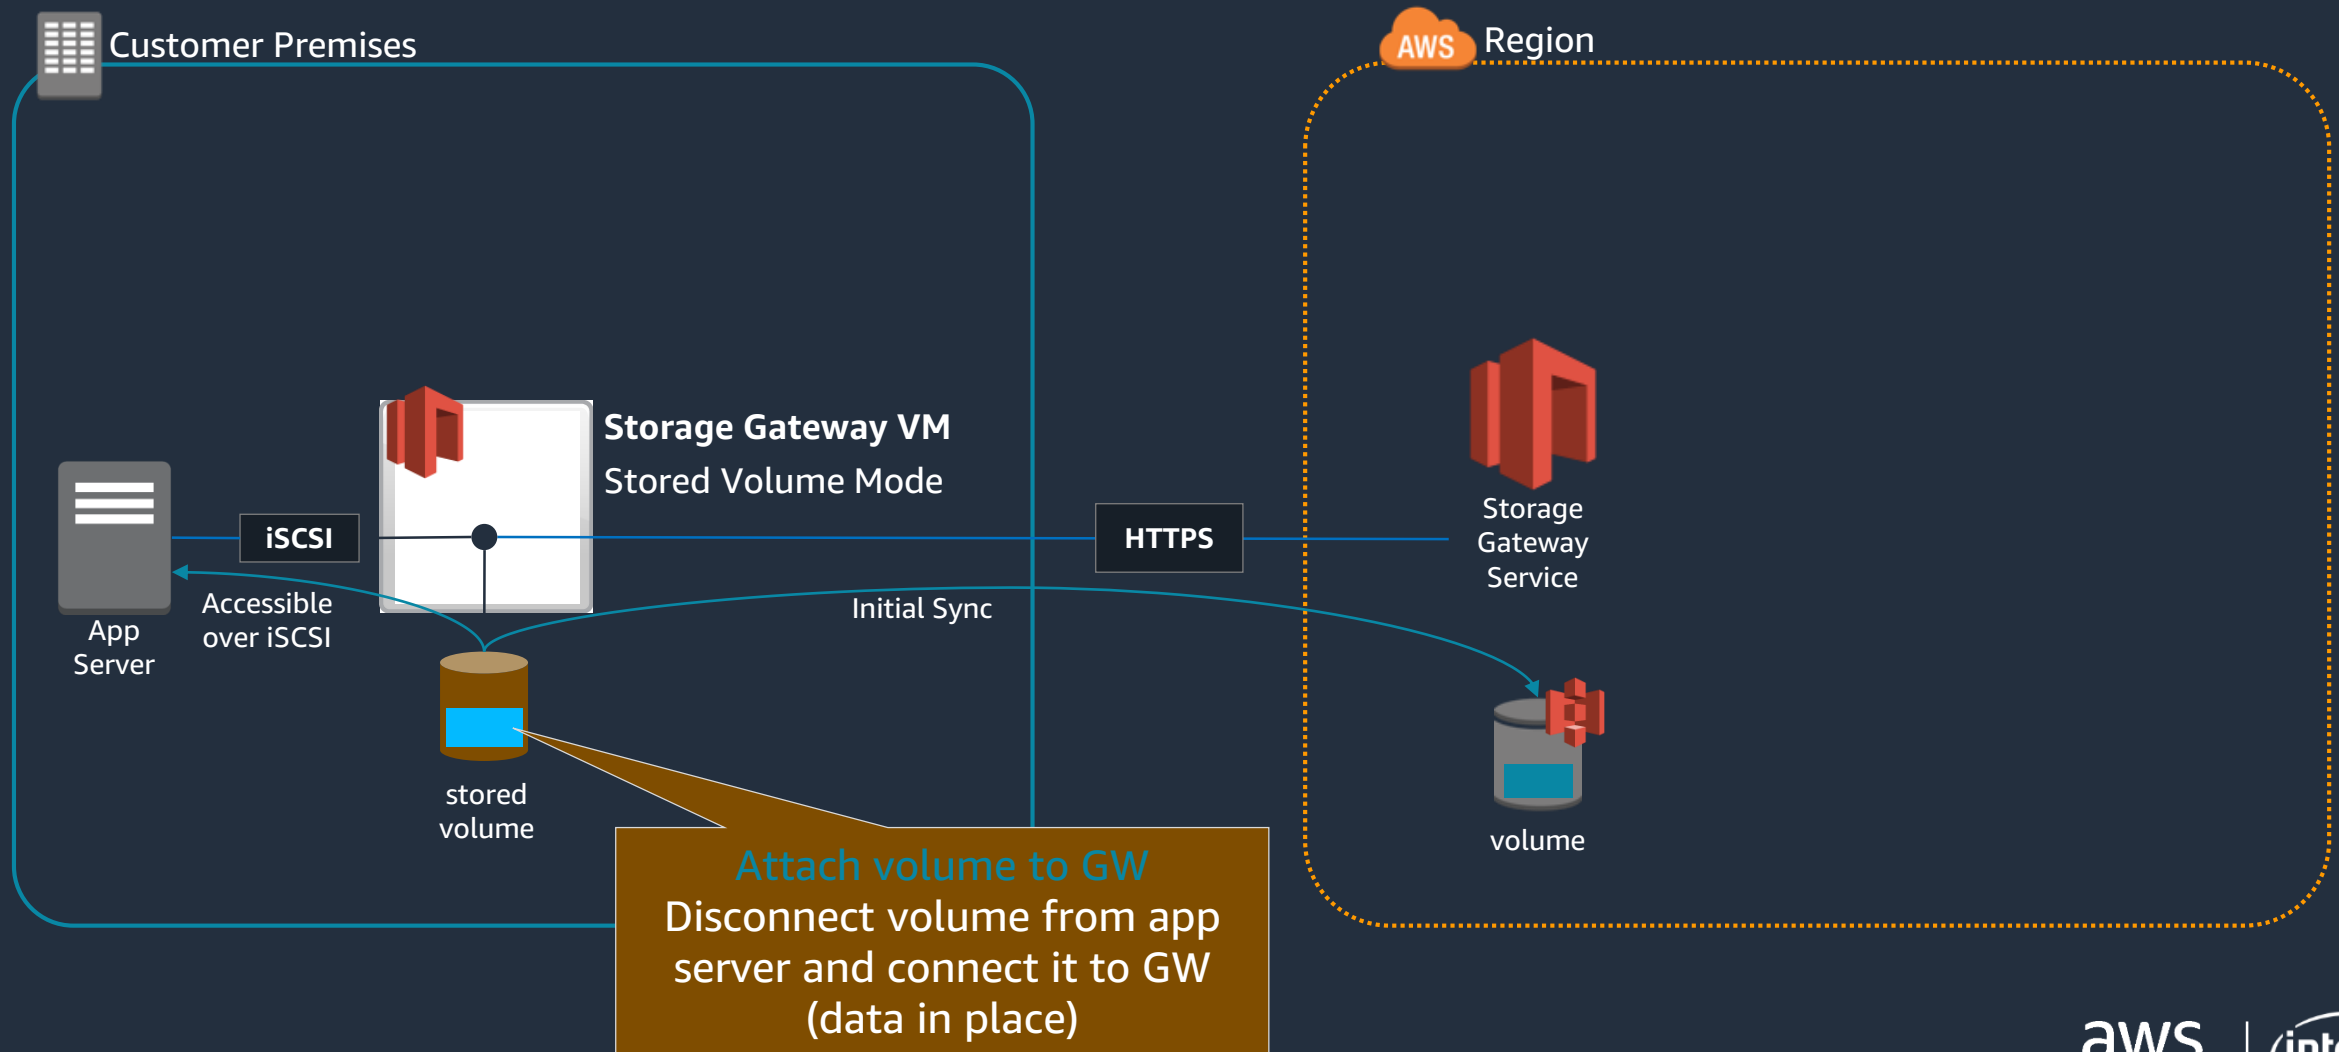 Customer Premises
AWS
Region
Storage Gateway VM
Stored Volume Mode
iSCSI
HTTPS
Storage
Gateway
Service
Accessible
over iSCSI
App
Server
Initial Sync
stored
volume
volume
Attach volume to GW
Disconnect volume from app
server and connect it to GW
(data in place)
aws